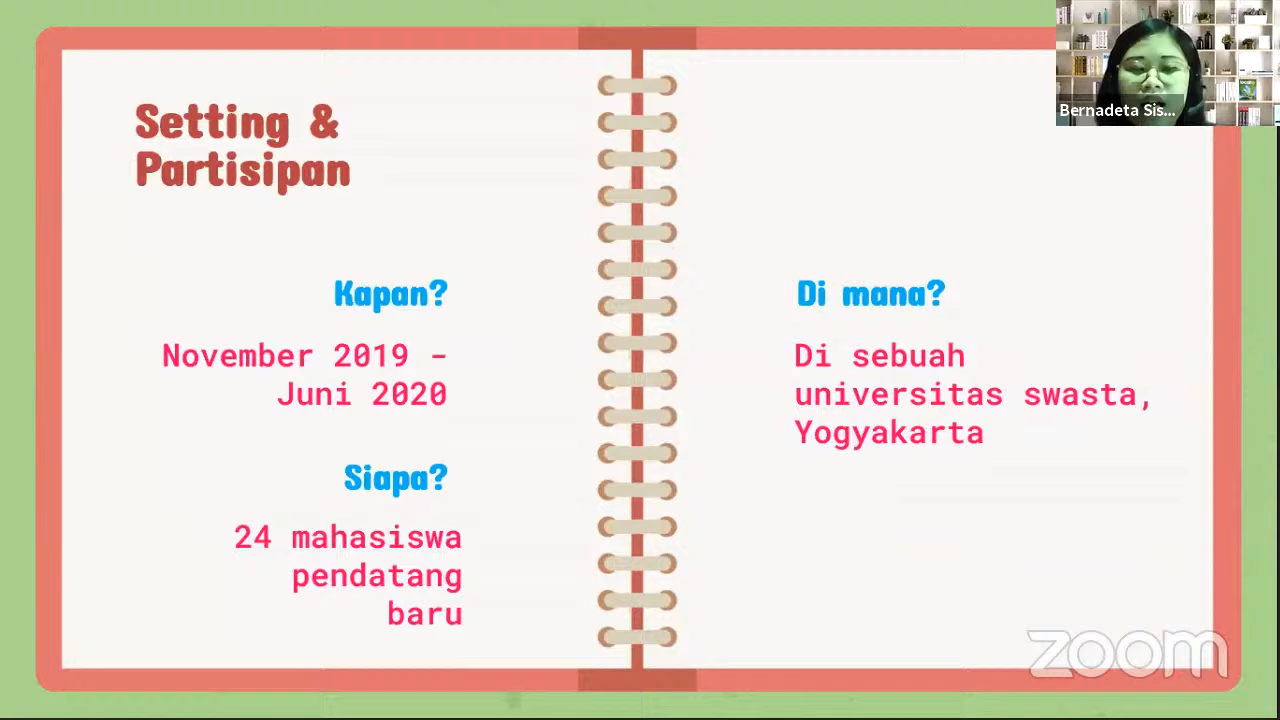 Setting &
Partisipan
Kapan?
November 2019 -
Juni 2020
Siapa?
24 mahasiswa
pendatang
baru
Di mana?
Di sebuah
universitas swasta,
Yogyakarta
Bernadeta Sis...
zoom